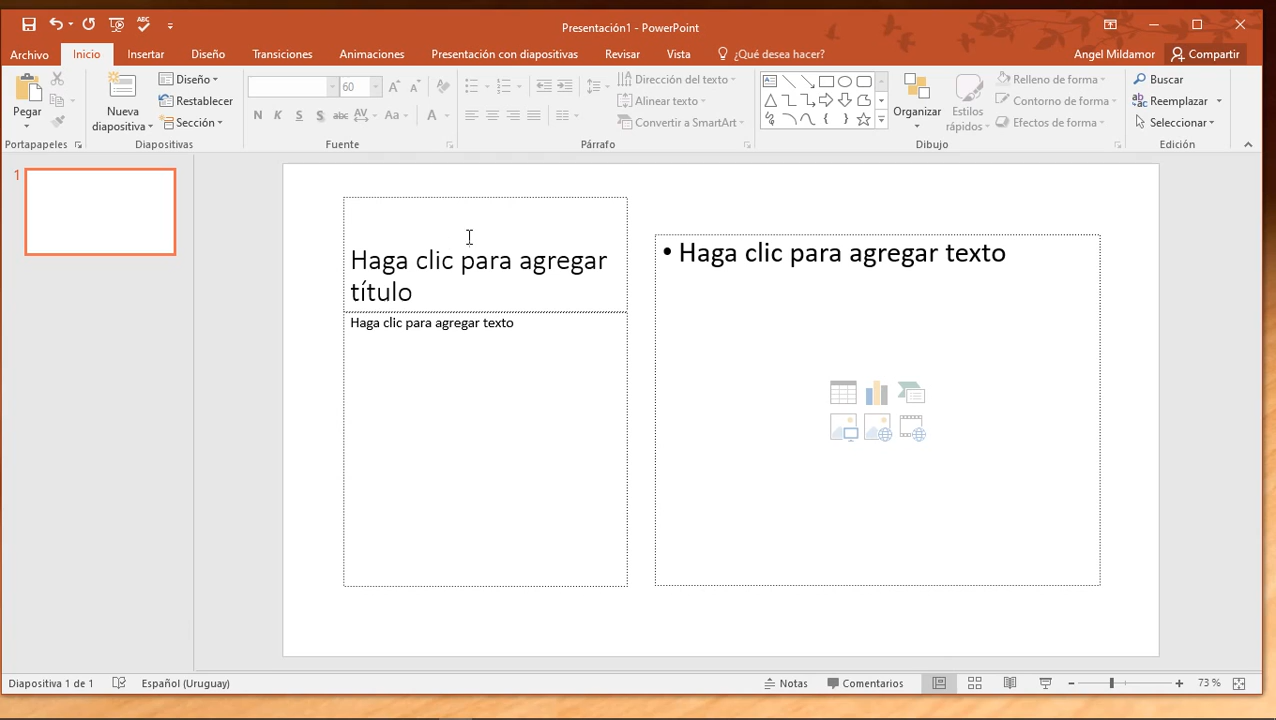 ABC
Presentación1 - PowerPoint
Archivo Inicio Insertar Diseño Transiciones Animaciones Presentación con diapositivas Revisar Vista ¿Qué desea hacer? Angel Mildamor Compartir
Pegar
Portapapeles
Nueva diapositiva
Diseño
Restablecer
Sección
Diapositivas
60
A A
N K S S abc AV Aa A
Fuente
Dirección del texto
Alinear texto
Convertir a SmartArt
Párrafo
Organizar
Estilos rápidos
Relleno de forma
Contorno de forma
Efectos de forma
Dibujo
Buscar
Reemplazar
Seleccionar
Edición
1
Haga clic para agregar
título
Haga clic para agregar texto
• Haga clic para agregar texto
Diapositiva 1 de 1 Español (Uruguay) Notas Comentarios 73 %